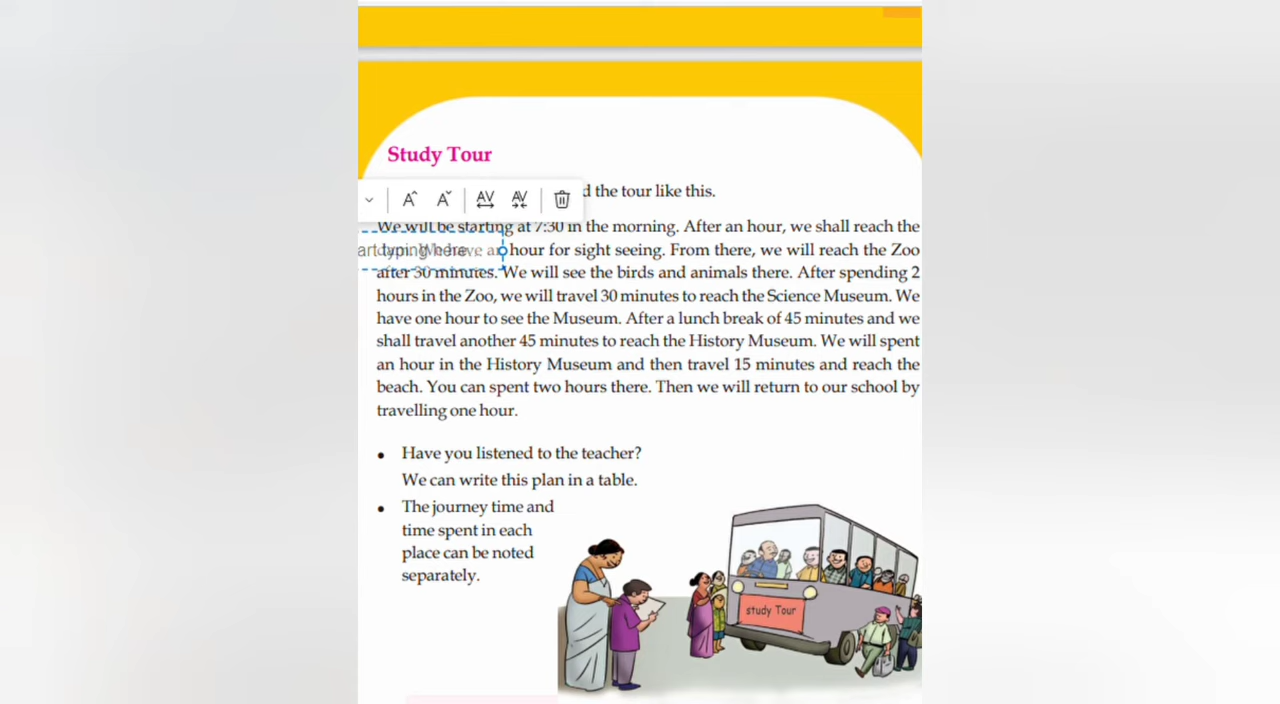 Study Tour
d the tour like this.
We will be starting at 7:30 in the morning. After an hour, we shall reach the
hour for sight seeing. From there, we will reach the Zoo
after 30 minutes. We will see the birds and animals there. After spending 2
hours in the Zoo, we will travel 30 minutes to reach the Science Museum. We
have one hour to see the Museum. After a lunch break of 45 minutes and we
shall travel another 45 minutes to reach the History Museum. We will spent
an hour in the History Museum and then travel 15 minutes and reach the
beach. You can spent two hours there. Then we will return to our school by
travelling one hour.
• Have you listened to the teacher?
We can write this plan in a table.
• The journey time and
time spent in each
place can be noted
separately.
study Tour